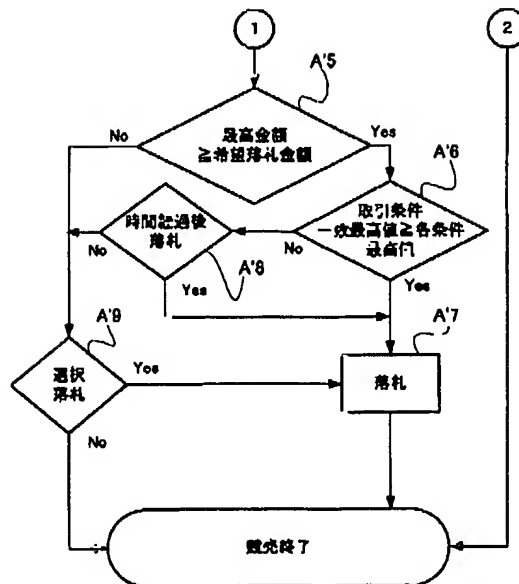 1
2
A'5
No
最高金額
≧希望落札金額
Yes
A'6
取引条件
一致最高値≧各条件
最高値
時間経過後
落札
No
No
A'8
Yes
Yes
A'7
A'9
選択
落札
Yes
落札
No
競売終了